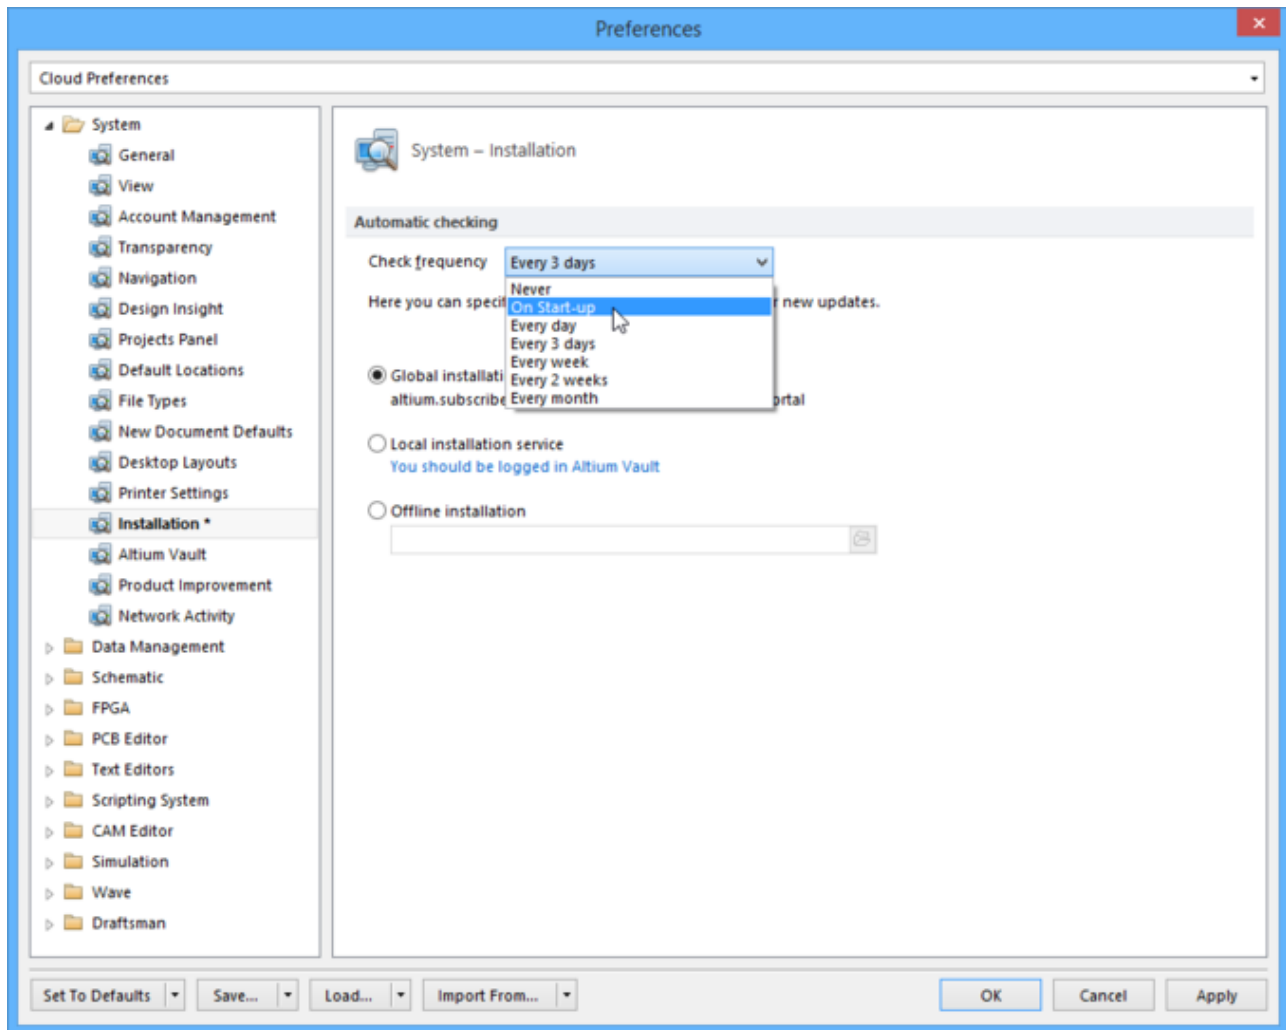 Preferences
Cloud Preferences
System
General
View
Account Management
Transparency
Navigation
Design Insight
Projects Panel
Default Locations
File Types
New Document Defaults
Desktop Layouts
Printer Settings
Installation *
Altium Vault
Product Improvement
Network Activity
Data Management
Schematic
FPGA
PCB Editor
Text Editors
Scripting System
CAM Editor
Simulation
Wave
Draftsman
System – Installation
Automatic checking
Check frequency Every 3 days
Never
On Start-up
Every day
Every 3 days
Every week
Every 2 weeks
Every month
Here you can new updates.
Global
Local installation service
You should be logged in Altium Vault
Offline installation
Set To Defaults Save... Load... Import From... OK Cancel Apply